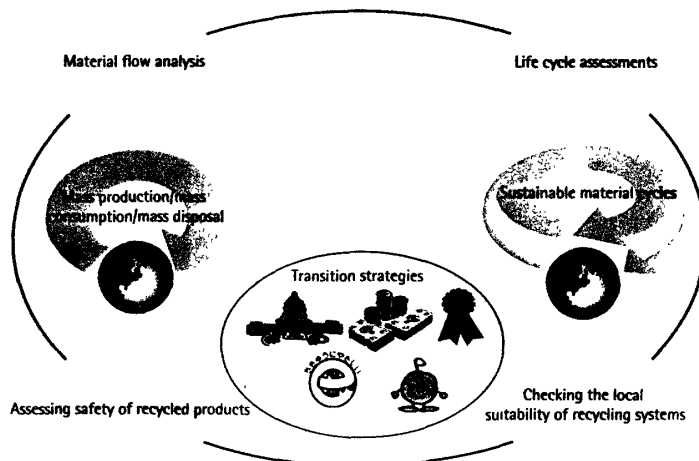 Material flow analysis
Life cycle assessments
Mass production/mass
consumption/mass disposal
Sustainable material cycles
Transition strategies
Assessing safety of recycled products
Checking the local
suitability of recycling systems